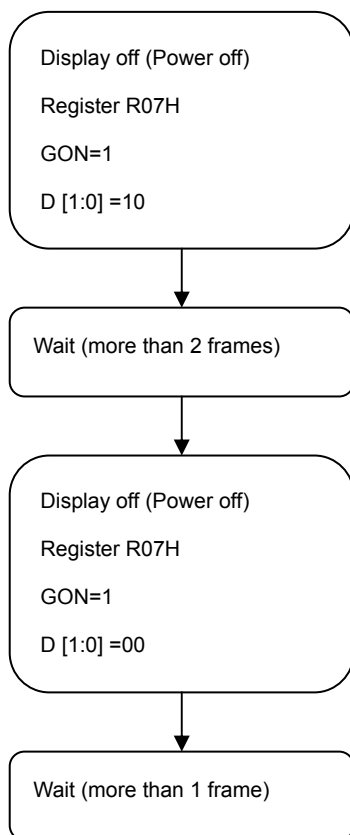 Display off (Power off)
Register R07H
GON=1
D [1:0] =10
Wait (more than 2 frames)
Display off (Power off)
Register R07H
GON=1
D [1:0] =00
Wait (more than 1 frame)